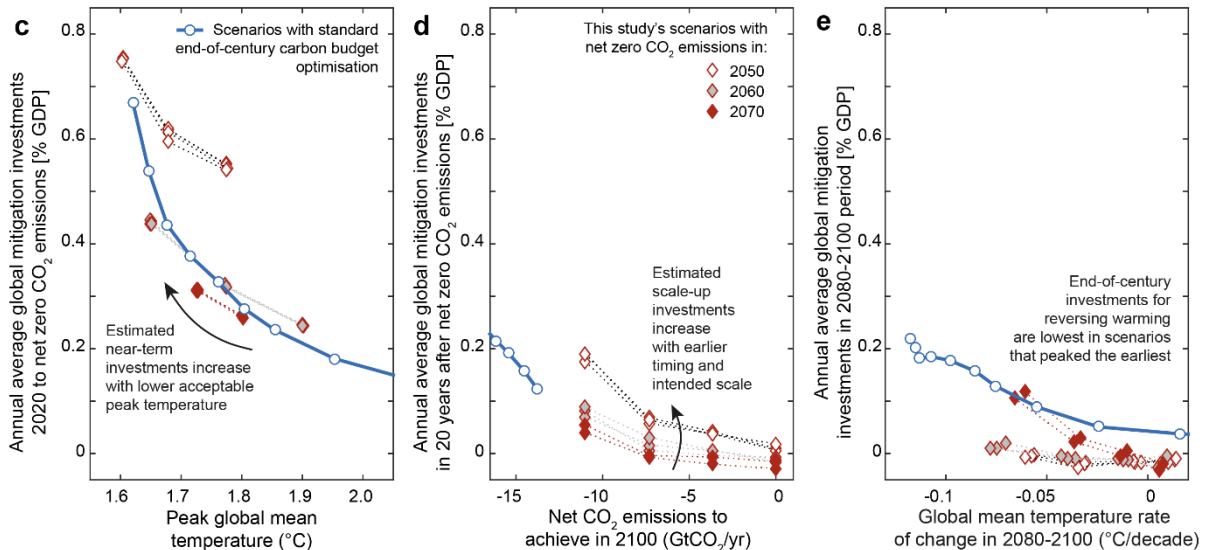 c
Annual average global mitigation investments
2020 to net zero CO2 emissions [% GDP]
0.8
0.6
0.4
0.2
0
Scenarios with standard
end-of-century carbon budget
optimisation
Estimated
near-term
investments increase
with lower acceptable
peak temperature
1.6
1.7
1.8
1.9
2.0
Peak global mean
temperature (°C)
d
Annual average global mitigation investments
in 20 years after net zero CO2 emissions [% GDP]
0.8
0.6
0.4
0.2
0
This study's scenarios with
net zero CO2 emissions in:
2050
2060
2070
Estimated
scale-up
investments
increase
with earlier
timing and
intended scale
-15
-10
-5
0
Net CO2 emissions to
achieve in 2100 (GtCO2/yr)
e
Annual average global mitigation
investments in 2080-2100 period [% GDP]
0.8
0.6
0.4
0.2
0
End-of-century
investments for
reversing warming
are lowest in scenarios
that peaked the earliest
-0.1
-0.05
0
Global mean temperature rate
of change in 2080-2100 (°C/decade)